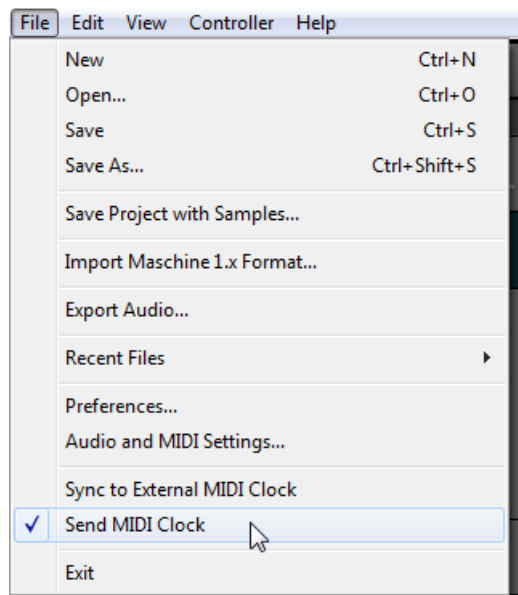 File Edit View Controller Help
New Ctrl+N
Open... Ctrl+O
Save Ctrl+S
Save As... Ctrl+Shift+S
Save Project with Samples...
Import Maschine 1.x Format...
Export Audio...
Recent Files
Preferences...
Audio and MIDI Settings...
Sync to External MIDI Clock
Send MIDI Clock
Exit